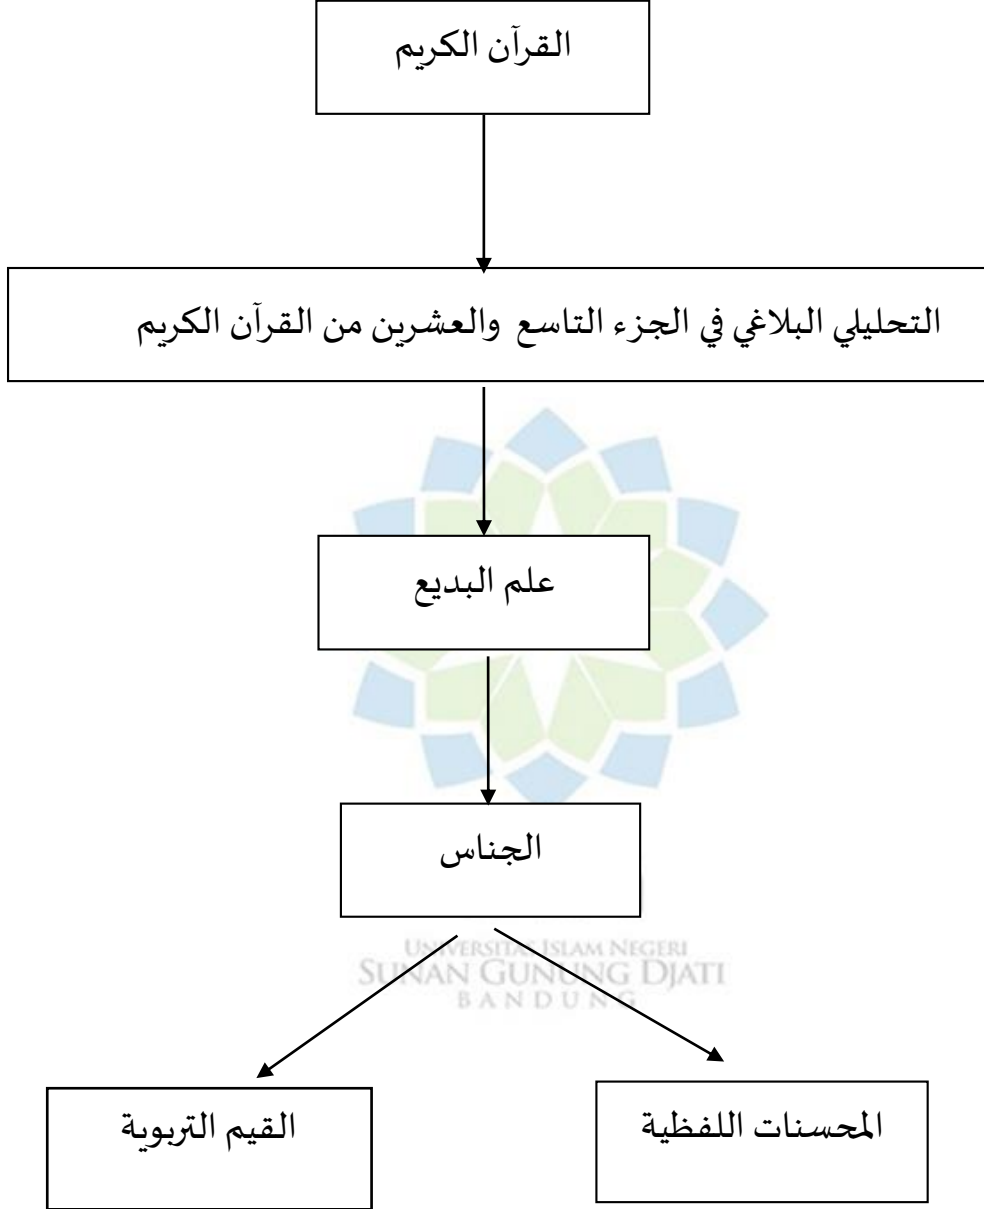 القرآن الكريم
التحليلي البلاغي في الجزء التاسع والعشرين من القرآن الكريم
علم البديع
الجناس
UNIVERSITAS ISLAM NEGERI
SUNAN GUNUNG DJATI
BANDUNG
المحسنات اللفظية
القيم التربوية